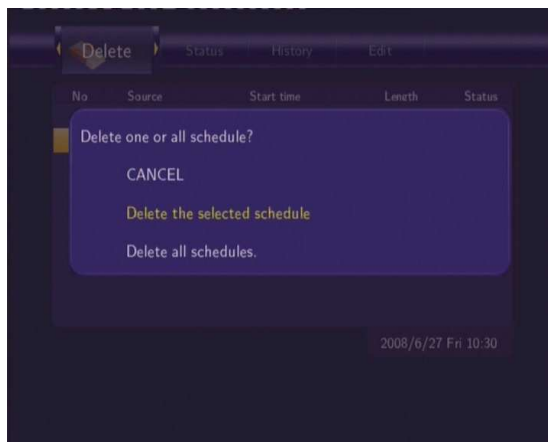 Delete Status History Edit
No Source Start time Length Status
Delete one or all schedule?
CANCEL
Delete the selected schedule
Delete all schedules.
2008/6/27 Fri 10:30